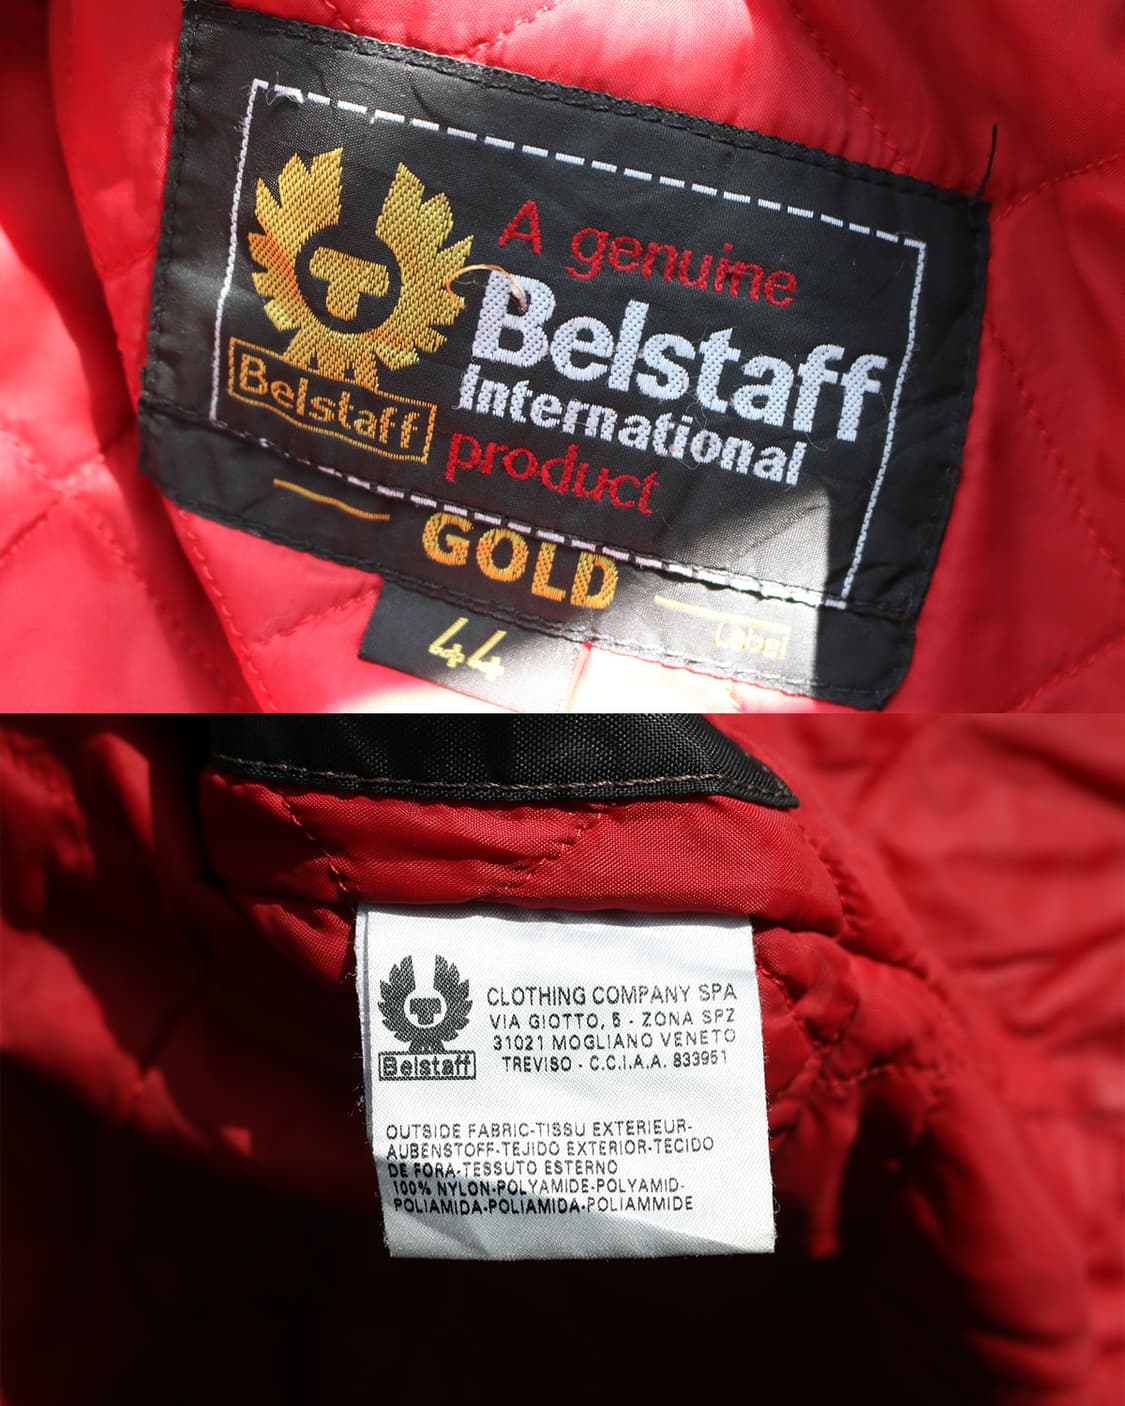 A genuine
Belstaff
International
product
Belstaff
GOLD
Label
44
CLOTHING COMPANY SPA
VIA GIOTTO, 5 - ZONA SPZ
31021 MOGLIANO VENETO
TREVISO - C.C.I.A.A. 833951
Belstaff
OUTSIDE FABRIC-TISSU EXTERIEUR-
AUBENSTOFF-TEJIDO EXTERIOR-TECIDO
DE FORA-TESSUTO ESTERNO
100% NYLON-POLYAMIDE-POLYAMID-
POLIAMIDA-POLIAMIDA-POLIAMMIDE